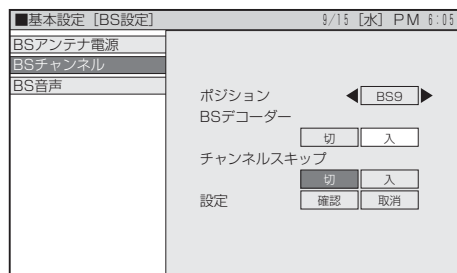 ■基本設定［BS設定］ 9/15［水］PM 6:05
BSアンテナ電源
BSチャンネル
BS音声
ポジション ◀ BS9 ▶
BSデコーダー
切 入
チャンネルスキップ
切 入
設定 確認 取消